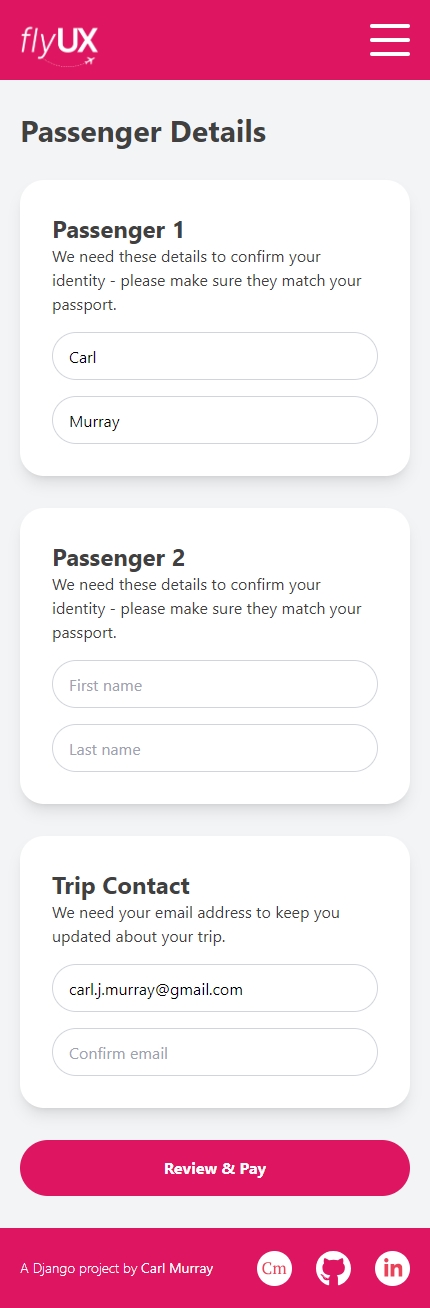 flyUX
Passenger Details
Passenger 1
We need these details to confirm your
identity - please make sure they match your
passport.
Carl
Murray
Passenger 2
We need these details to confirm your
identity - please make sure they match your
passport.
First name
Last name
Trip Contact
We need your email address to keep you
updated about your trip.
carl.j.murray@gmail.com
Confirm email
Review & Pay
A Django project by Carl Murray
Cm
in